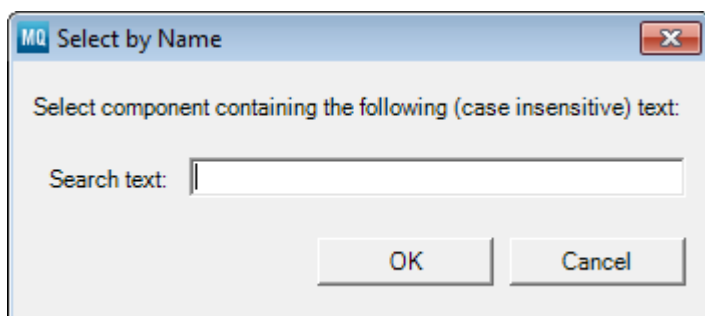 MQ Select by Name
Select component containing the following (case insensitive) text:
Search text:
OK Cancel